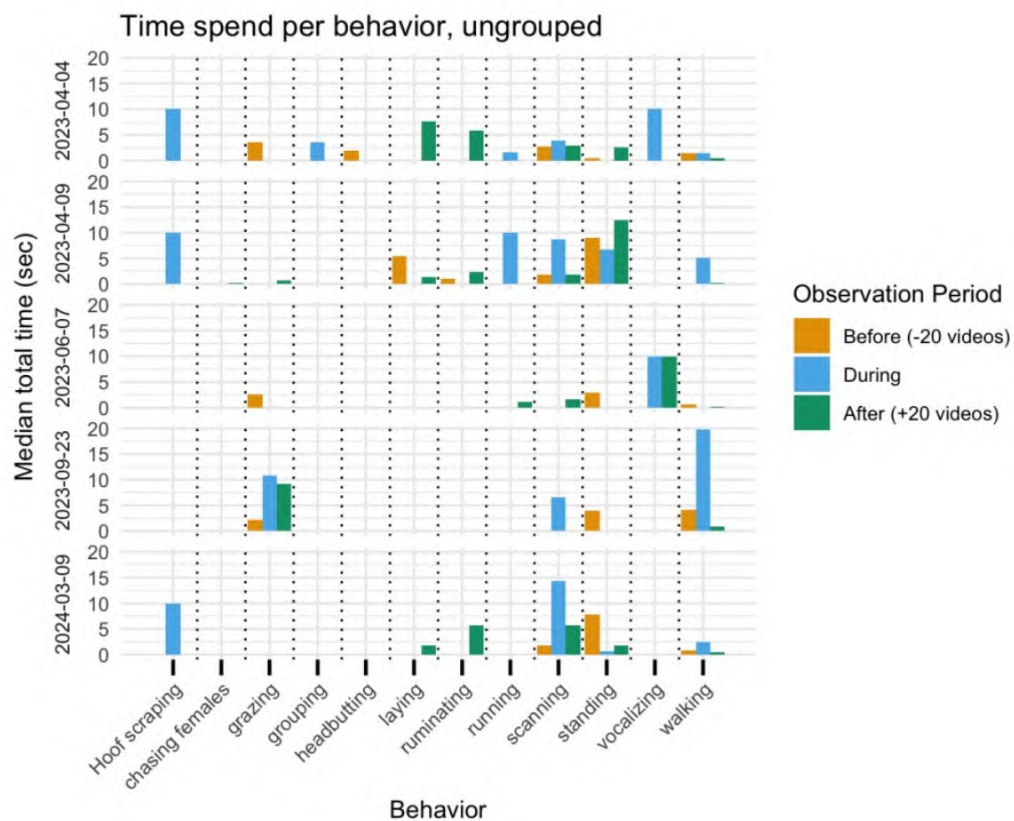 Time spend per behavior, ungrouped
Median total time (sec)
2023-04-04
20
15
10
5
0
2023-04-09
20
15
10
5
0
2023-06-07
20
15
10
5
0
2023-09-23
20
15
10
5
0
2024-03-09
20
15
10
5
0
Hoof scraping
chasing females
grazing
grouping
headbutting
laying
ruminating
running
scanning
standing
vocalizing
walking
Behavior
Observation Period
Before (-20 videos)
During
After (+20 videos)